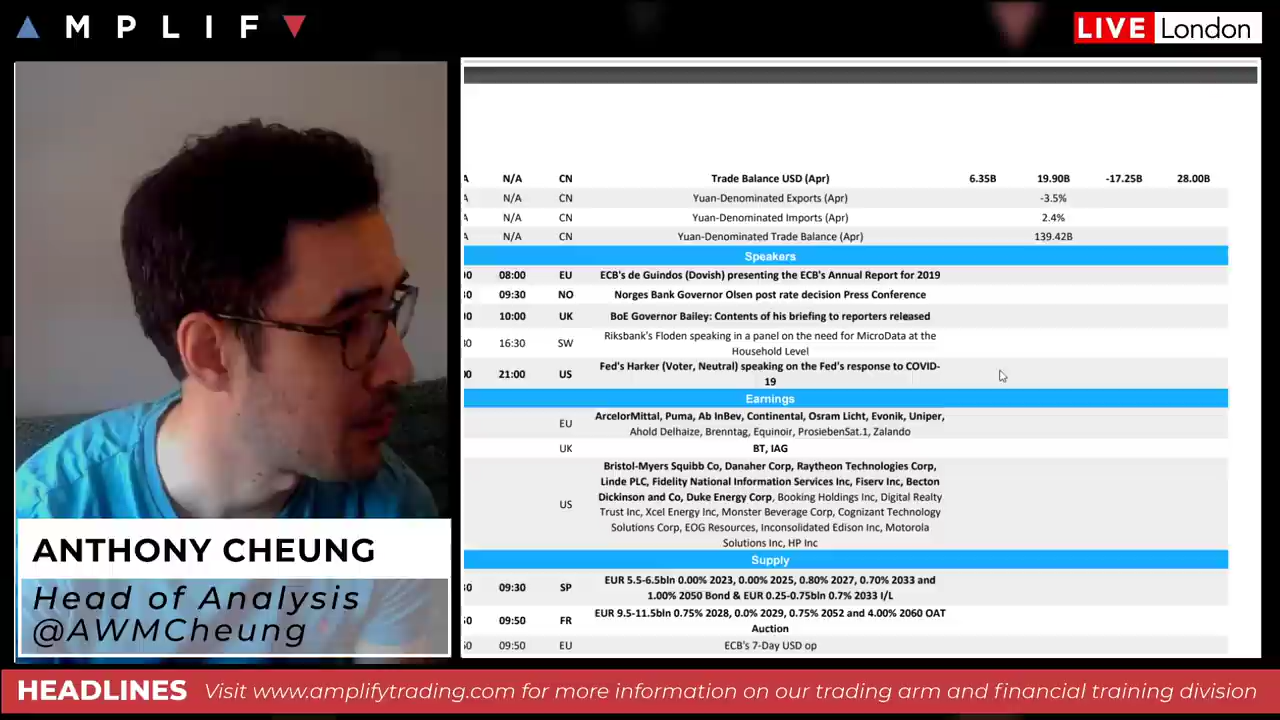 AMPLIFY
LIVE London
A N/A CN Trade Balance USD (Apr) 6.35B 19.90B -17.25B 28.00B
A N/A CN Yuan-Denominated Exports (Apr) -3.5%
A N/A CN Yuan-Denominated Imports (Apr) 2.4%
A N/A CN Yuan-Denominated Trade Balance (Apr) 139.42B
Speakers
08:00 EU ECB's de Guindos (Dovish) presenting the ECB's Annual Report for 2019
09:30 NO Norges Bank Governor Olsen post rate decision Press Conference
10:00 UK BoE Governor Bailey: Contents of his briefing to reporters released
16:30 SW Riksbank's Floden speaking in a panel on the need for MicroData at the
Household Level
21:00 US Fed's Harker (Voter, Neutral) speaking on the Fed's response to COVID-
19
Earnings
EU ArcelorMittal, Puma, Ab InBev, Continental, Osram Licht, Evonik, Uniper,
Ahold Delhaize, Brenntag, Equinoir, ProsiebenSat.1, Zalando
UK BT, IAG
Bristol-Myers Squibb Co, Danaher Corp, Raytheon Technologies Corp,
Linde PLC, Fidelity National Information Services Inc, Fiserv Inc, Becton
US Dickinson and Co, Duke Energy Corp, Booking Holdings Inc, Digital Realty
Trust Inc, Xcel Energy Inc, Monster Beverage Corp, Cognizant Technology
Solutions Corp, EOG Resources, Inconsolidated Edison Inc, Motorola
Solutions Inc, HP Inc
Supply
09:30 SP EUR 5.5-6.5bln 0.00% 2023, 0.00% 2025, 0.80% 2027, 0.70% 2033 and
1.00% 2050 Bond & EUR 0.25-0.75bln 0.7% 2033 I/L
09:50 FR EUR 9.5-11.5bln 0.75% 2028, 0.0% 2029, 0.75% 2052 and 4.00% 2060 OAT
Auction
09:50 EU ECB's 7-Day USD op
ANTHONY CHEUNG
Head of Analysis
@AWMCheung
HEADLINES Visit www.amplifytrading.com for more information on our trading arm and financial training division